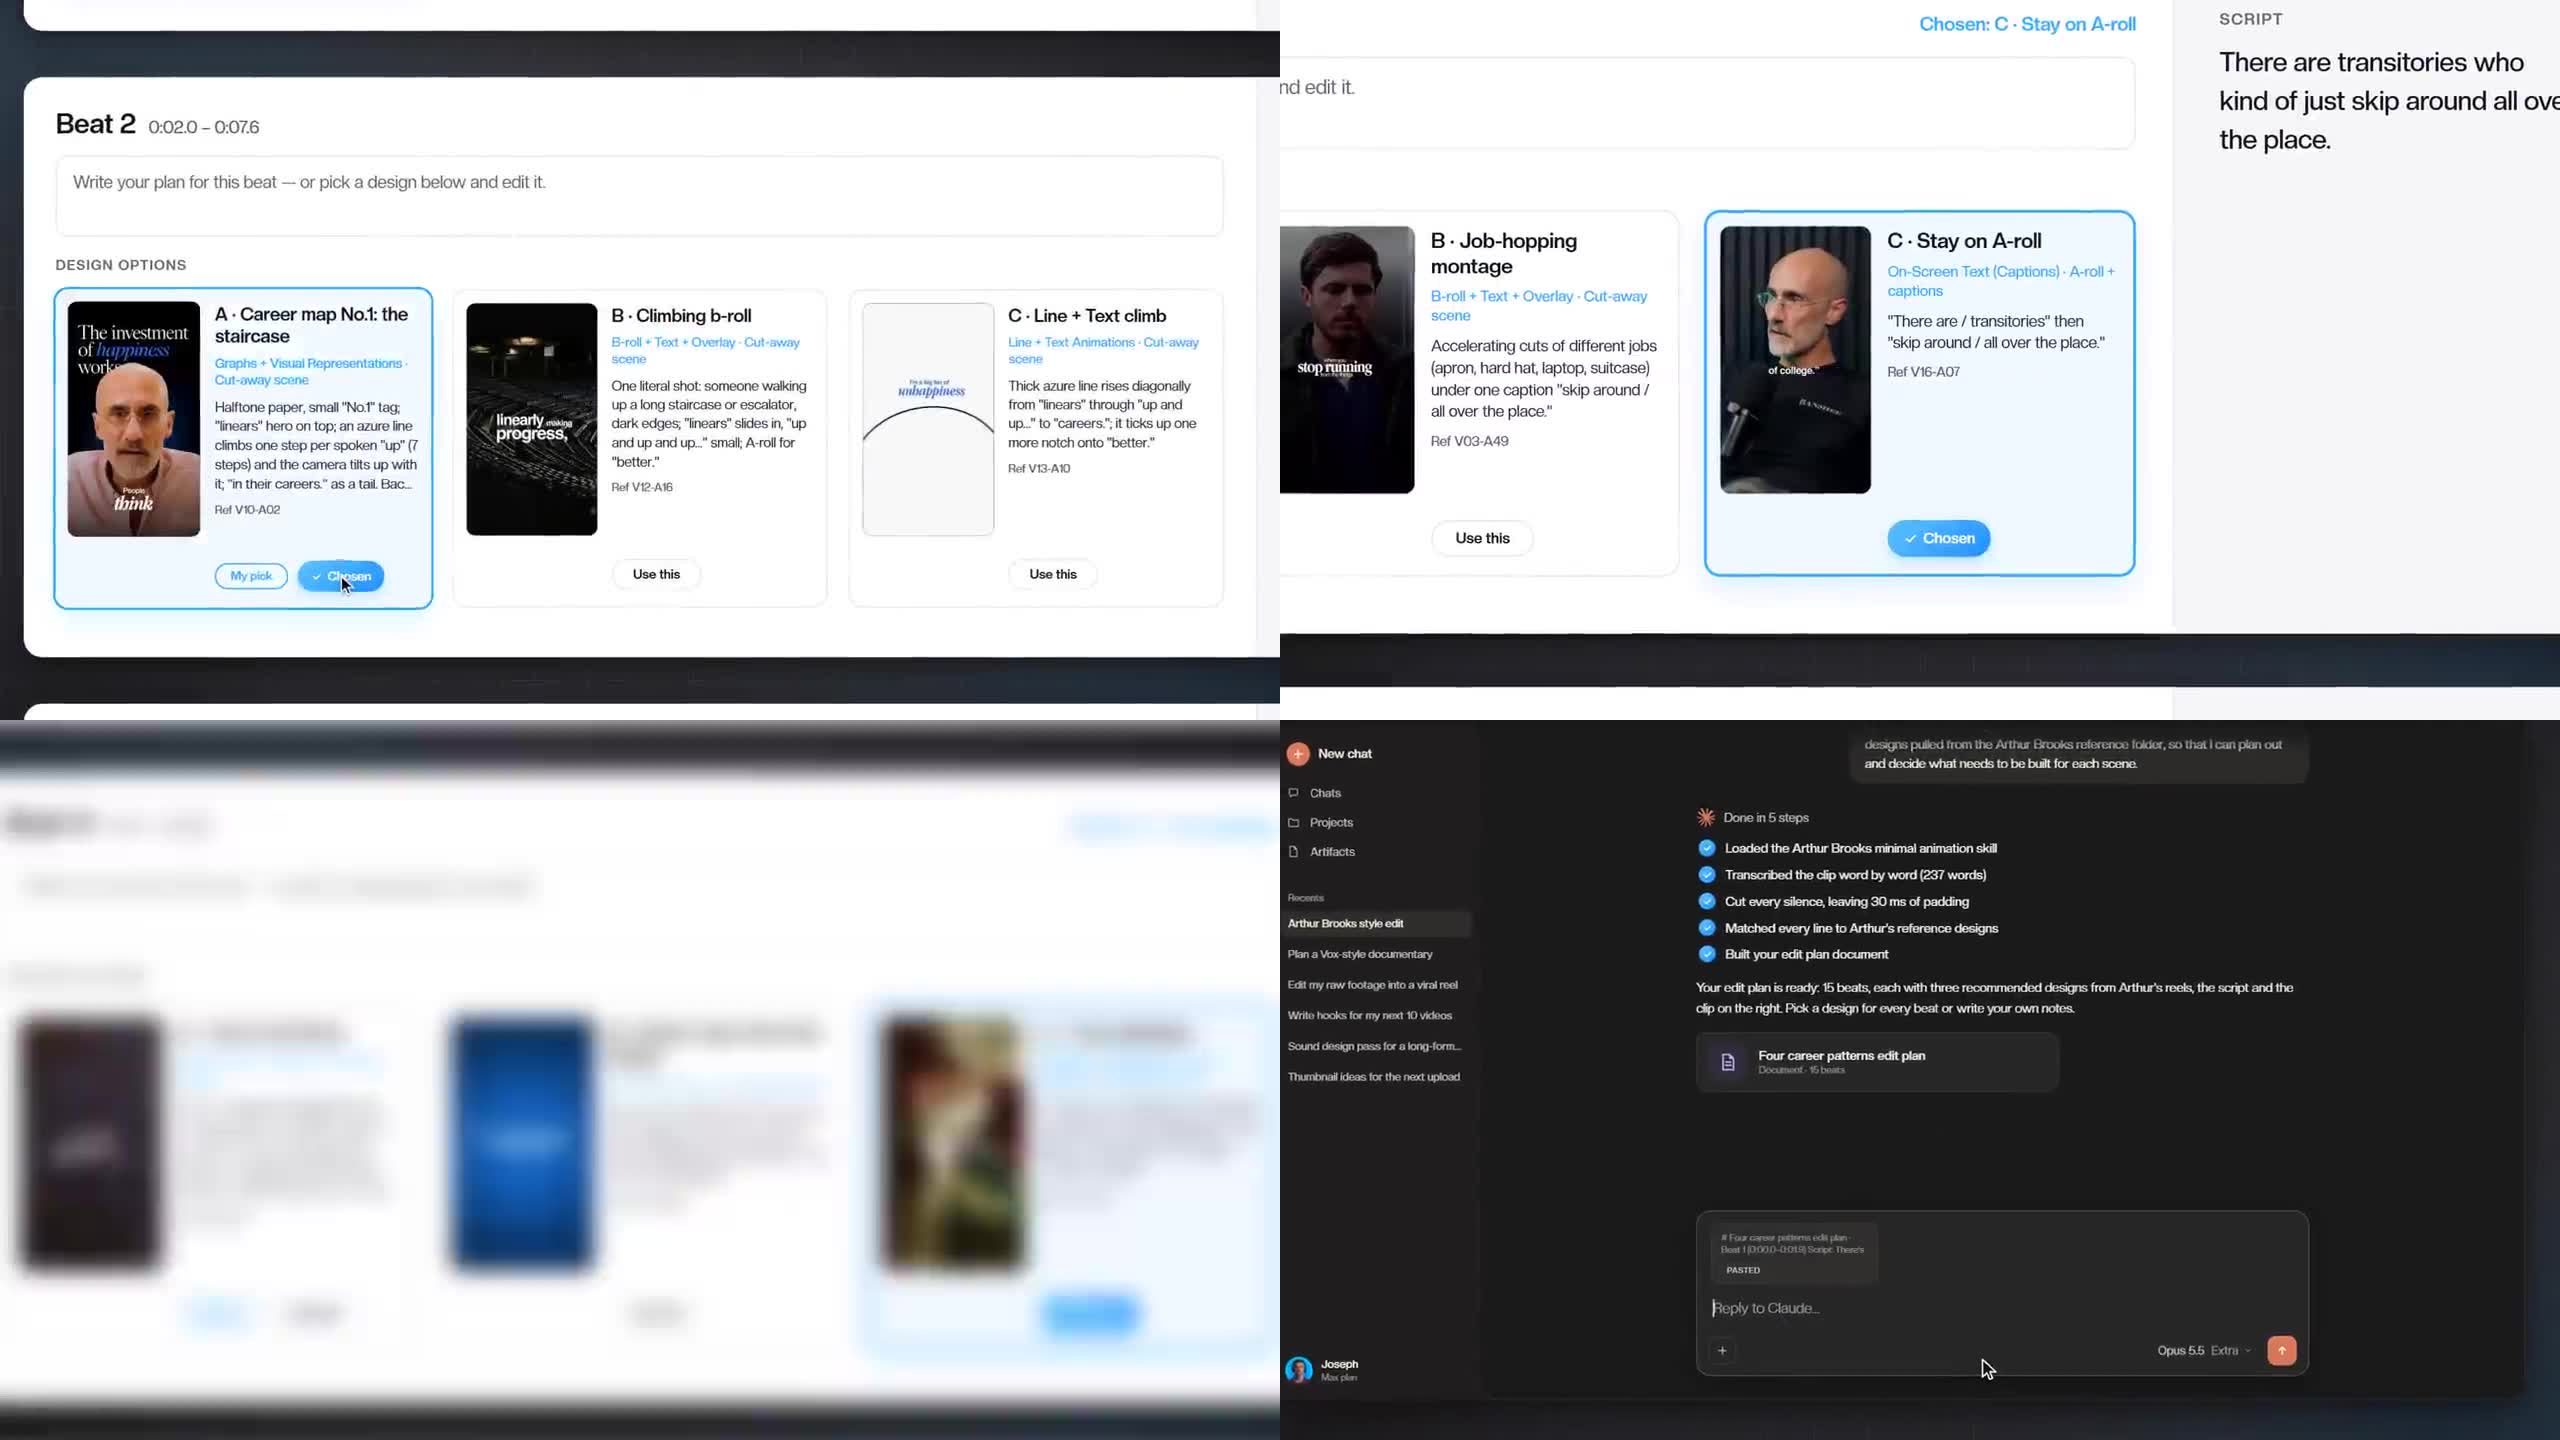 Beat 2 0:02.0 – 0:07.6
Write your plan for this beat — or pick a design below and edit it.
DESIGN OPTIONS
The investment
of happiness
works
People
think
A · Career map No.1: the
staircase
Graphs + Visual Representations ·
Cut-away scene
Halftone paper, small "No.1" tag;
"linears" hero on top; an azure line
climbs one step per spoken "up" (7
steps) and the camera tilts up with
it; "in their careers." as a tail. Bac...
Ref V10-A02
My pick
Chosen
linearly making
progress,
B · Climbing b-roll
B-roll + Text + Overlay · Cut-away
scene
One literal shot: someone walking
up a long staircase or escalator,
dark edges; "linears" slides in, "up
and up and up..." small; A-roll for
"better."
Ref V12-A16
Use this
I'm a big fan of
unhappiness
C · Line + Text climb
Line + Text Animations · Cut-away
scene
Thick azure line rises diagonally
from "linears" through "up and
up..." to "careers."; it ticks up one
more notch onto "better."
Ref V13-A10
Use this
Chosen: C · Stay on A-roll
nd edit it.
stop running
B · Job-hopping
montage
B-roll + Text + Overlay · Cut-away
scene
Accelerating cuts of different jobs
(apron, hard hat, laptop, suitcase)
under one caption "skip around /
all over the place."
Ref V03-A49
Use this
of college."
C · Stay on A-roll
On-Screen Text (Captions) · A-roll +
captions
"There are / transitories" then
"skip around / all over the place."
Ref V16-A07
Chosen
SCRIPT
There are transitories who
kind of just skip around all ove
the place.
New chat
Chats
Projects
Artifacts
Recents
Arthur Brooks style edit
Plan a Vox-style documentary
Edit my raw footage into a viral reel
Write hooks for my next 10 videos
Sound design pass for a long-form...
Thumbnail ideas for the next upload
Joseph
Max plan
designs pulled from the Arthur Brooks reference folder, so that I can plan out
and decide what needs to be built for each scene.
Done in 5 steps
Loaded the Arthur Brooks minimal animation skill
Transcribed the clip word by word (237 words)
Cut every silence, leaving 30 ms of padding
Matched every line to Arthur's reference designs
Built your edit plan document
Your edit plan is ready: 15 beats, each with three recommended designs from Arthur's reels, the script and the
clip on the right. Pick a design for every beat or write your own notes.
Four career patterns edit plan
Document · 15 beats
# Four career patterns edit plan ·
Beat 1 (0:00.0–0:01.9) Script: There's
PASTED
Reply to Claude...
Opus 5.5 Extra